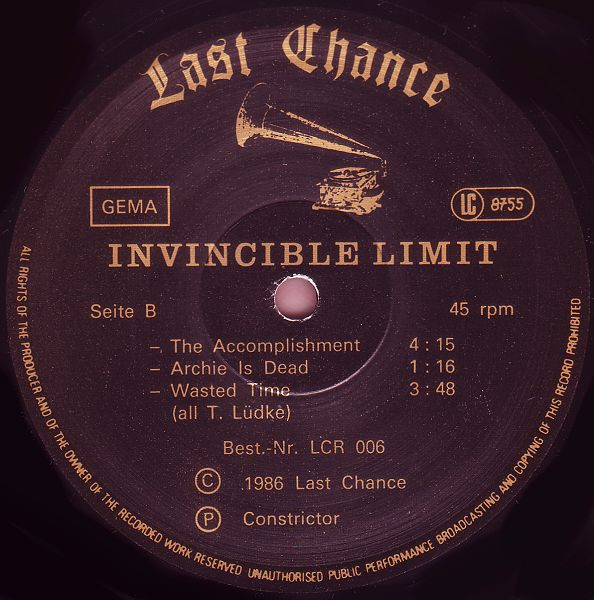 Last Chance
GEMA
LC 8755
INVINCIBLE LIMIT
Seite B
45 rpm
– The Accomplishment 4 : 15
– Archie Is Dead 1 : 16
– Wasted Time 3 : 48
(all T. Lüdkè)
Best.-Nr. LCR 006
C .1986 Last Chance
P Constrictor
ALL RIGHTS OF THE PRODUCER AND OF THE OWNER OF THE RECORDED WORK RESERVED UNAUTHORISED PUBLIC PERFORMANCE BROADCASTING AND COPYING OF THIS RECORD PROHIBITED